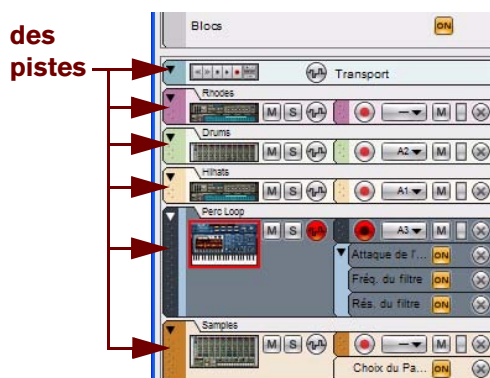 des
pistes
Blocs
ON
Transport
Rhodes
M S M
Drums
M S A2 M
Hihats
M S A1 M
Perc Loop
M S A3 M
Attaque de l'... ON
Fréq. du filtre ON
Rés. du filtre ON
Samples
M S M
Choix du Pa... ON